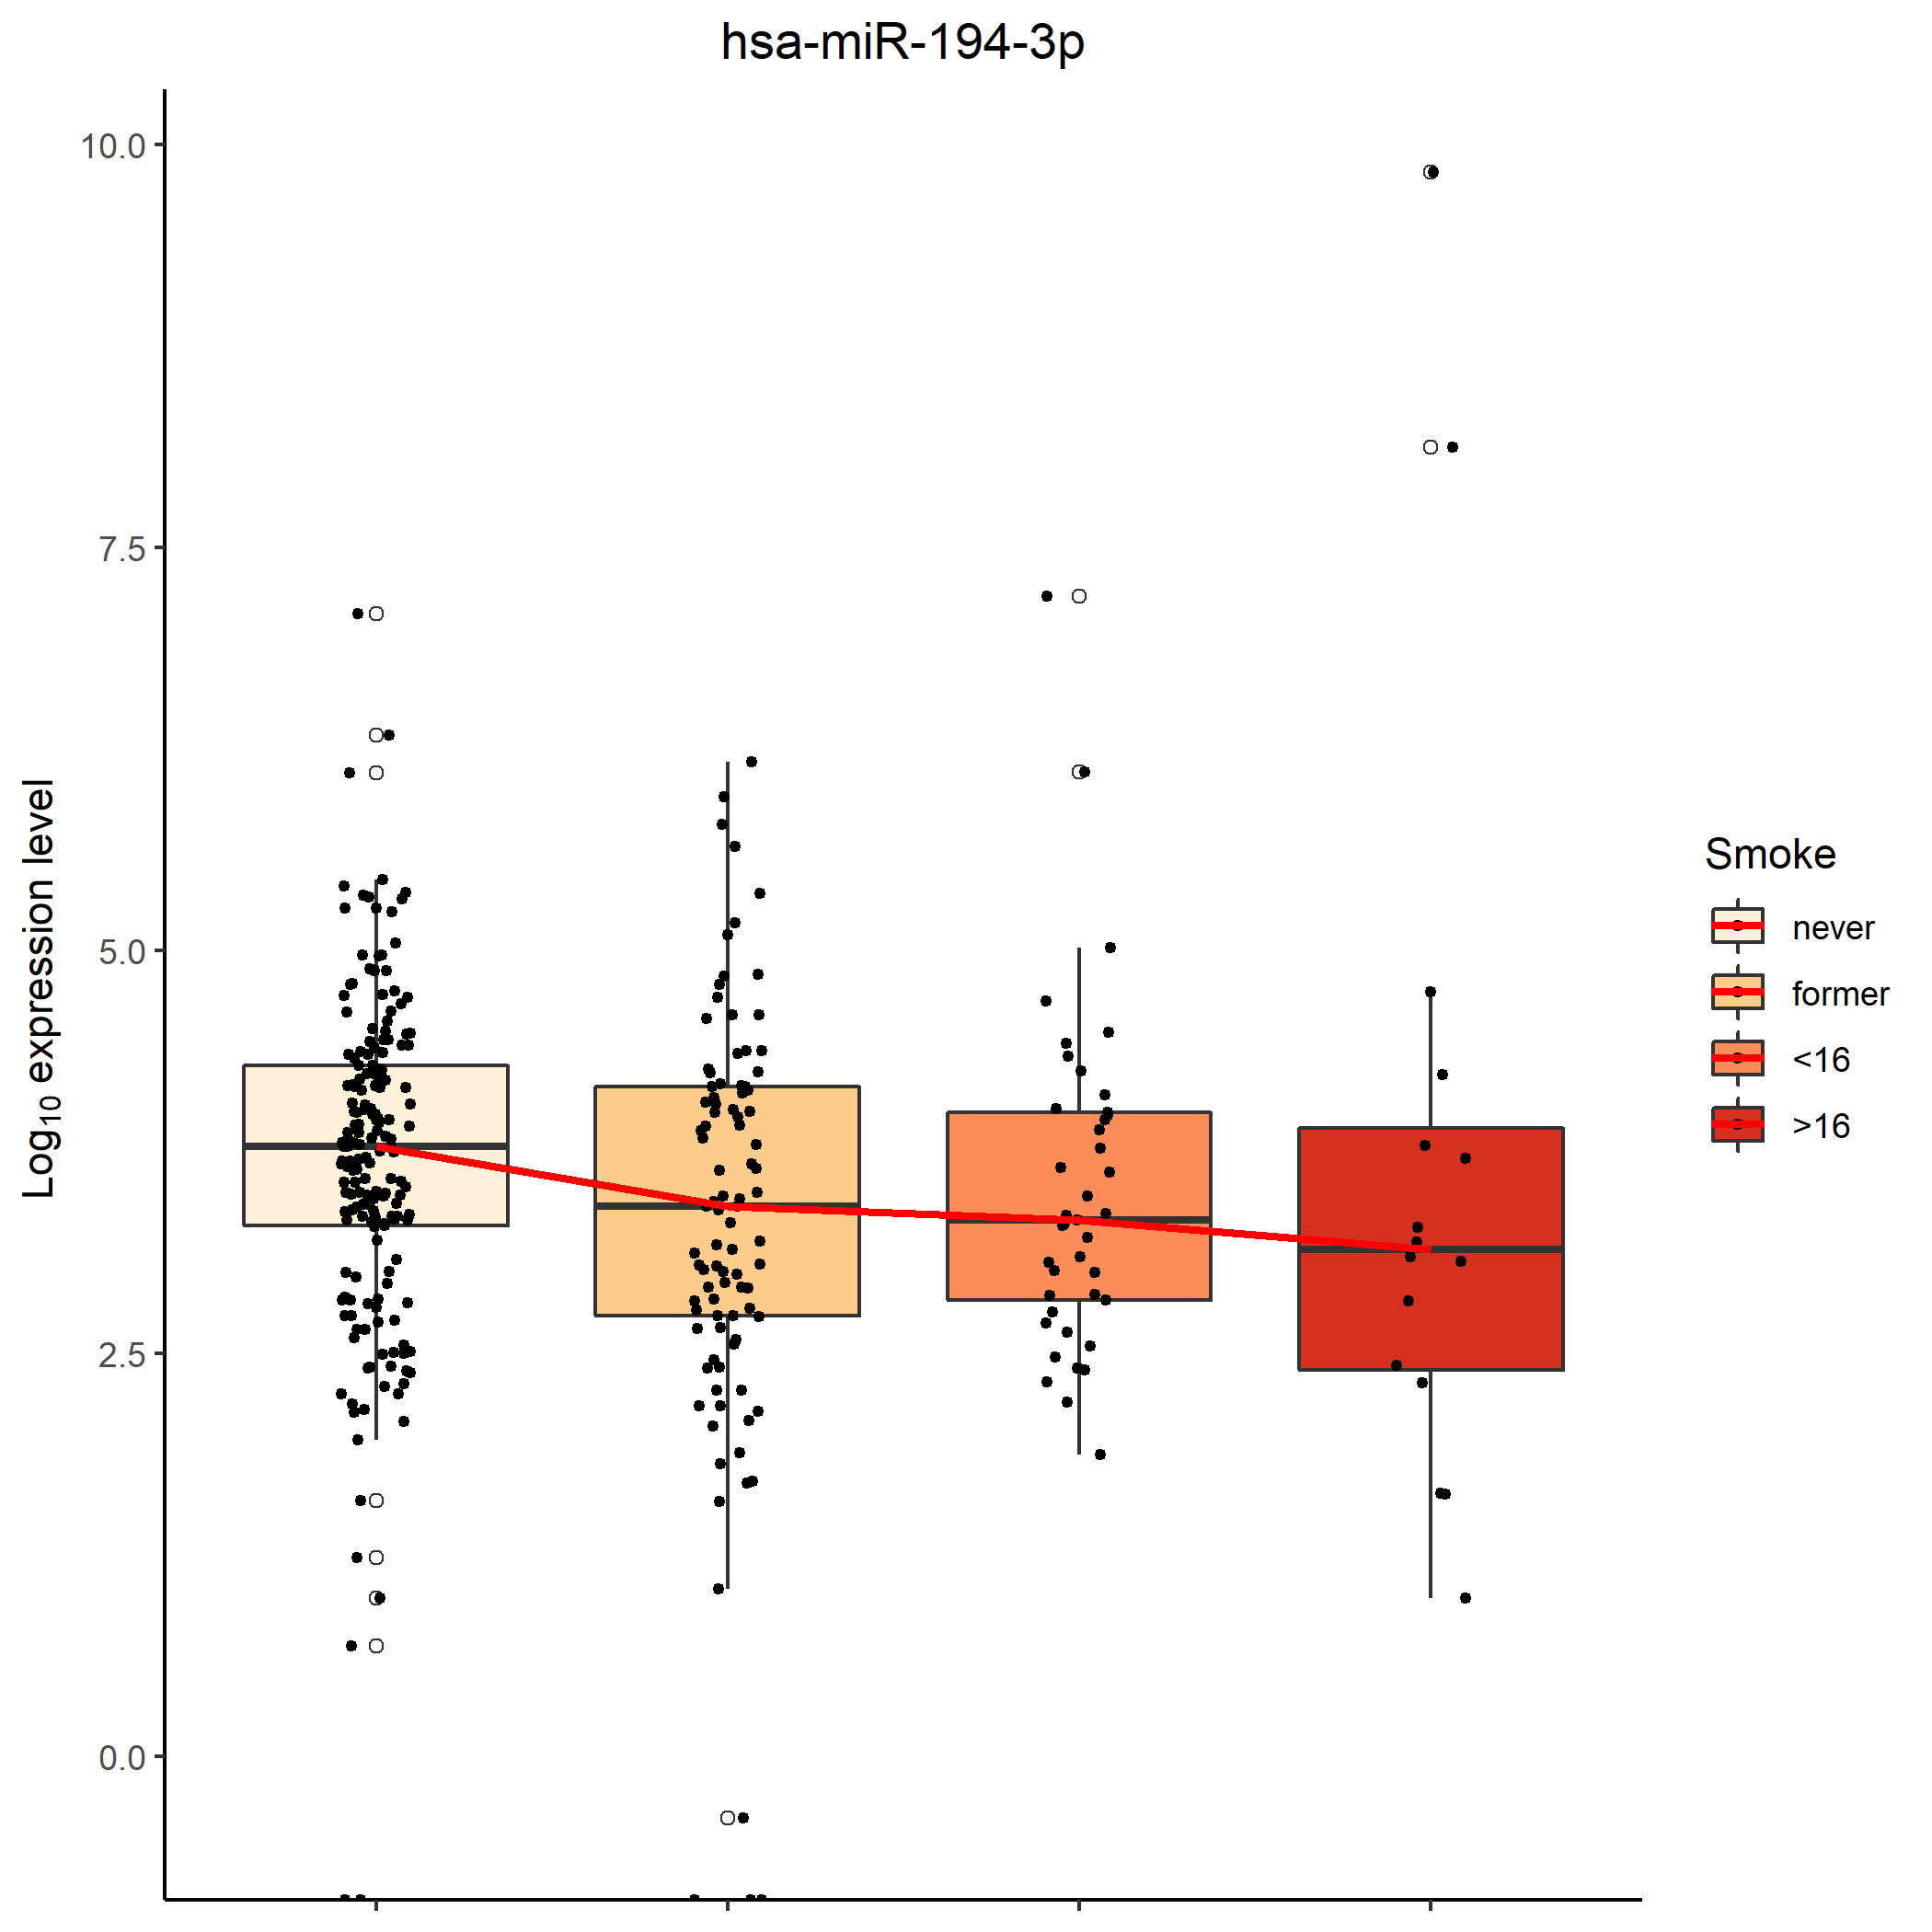 hsa-miR-194-3p
10.0
7.5
5.0
2.5
0.0
Log10 expression level
Smoke
never
former
<16
>16